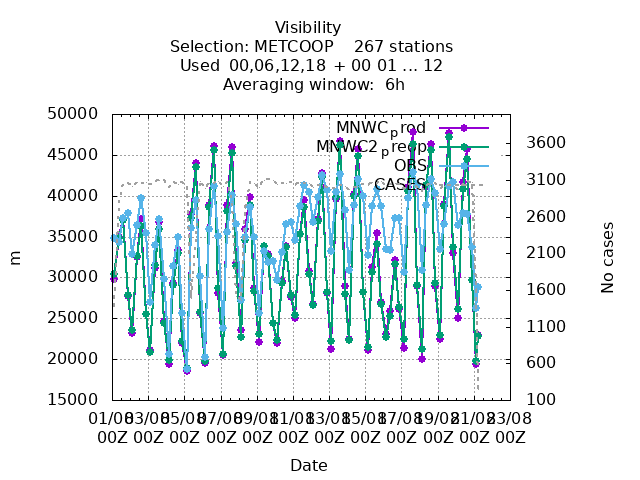 Visibility
Selection: METCOOP    267 stations
Used  00,06,12,18  + 00 01 ... 12
Averaging window:  6h
MNWC_prod
MNWC2_preop
OBS
CASES
50000
45000
40000
35000
30000
25000
20000
15000
m
3600
3100
2600
2100
1600
1100
600
100
No cases
01/08 03/08 05/08 07/08 09/08 11/08 13/08 15/08 17/08 19/08 21/08 23/08
00Z 00Z 00Z 00Z 00Z 00Z 00Z 00Z 00Z 00Z 00Z 00Z
Date